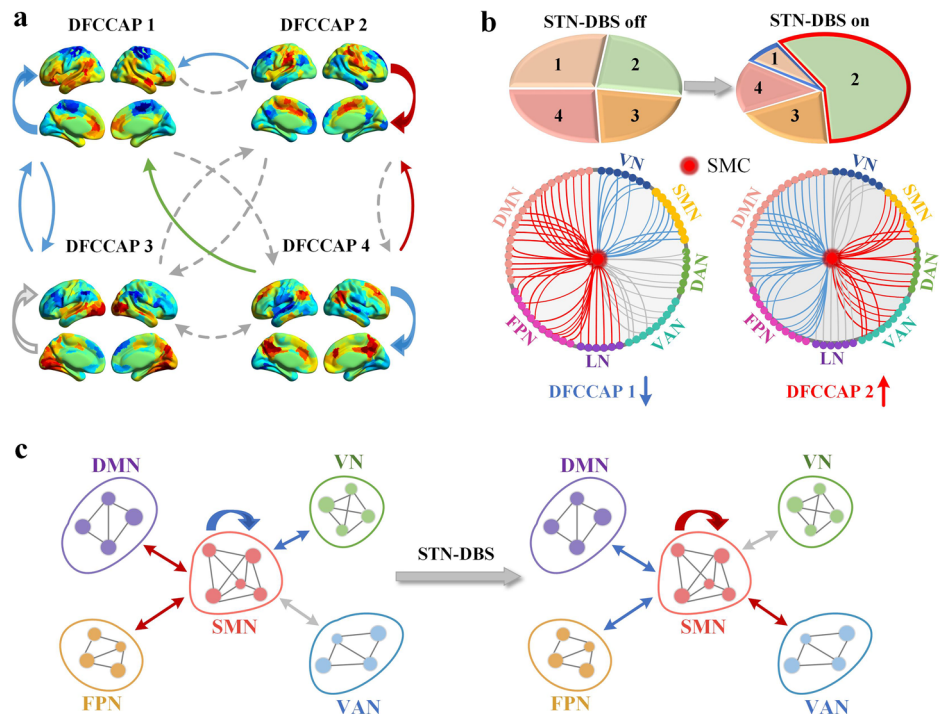 a
DFCCAP 1
DFCCAP 2
DFCCAP 3
DFCCAP 4
b
STN-DBS off
STN-DBS on
1
2
4
3
1
2
4
3
SMC
VN
SMN
DAN
VAN
LN
FPN
DMN
VN
SMN
DAN
VAN
LN
FPN
DMN
DFCCAP 1
DFCCAP 2
c
DMN
VN
SMN
FPN
VAN
STN-DBS
DMN
VN
SMN
FPN
VAN